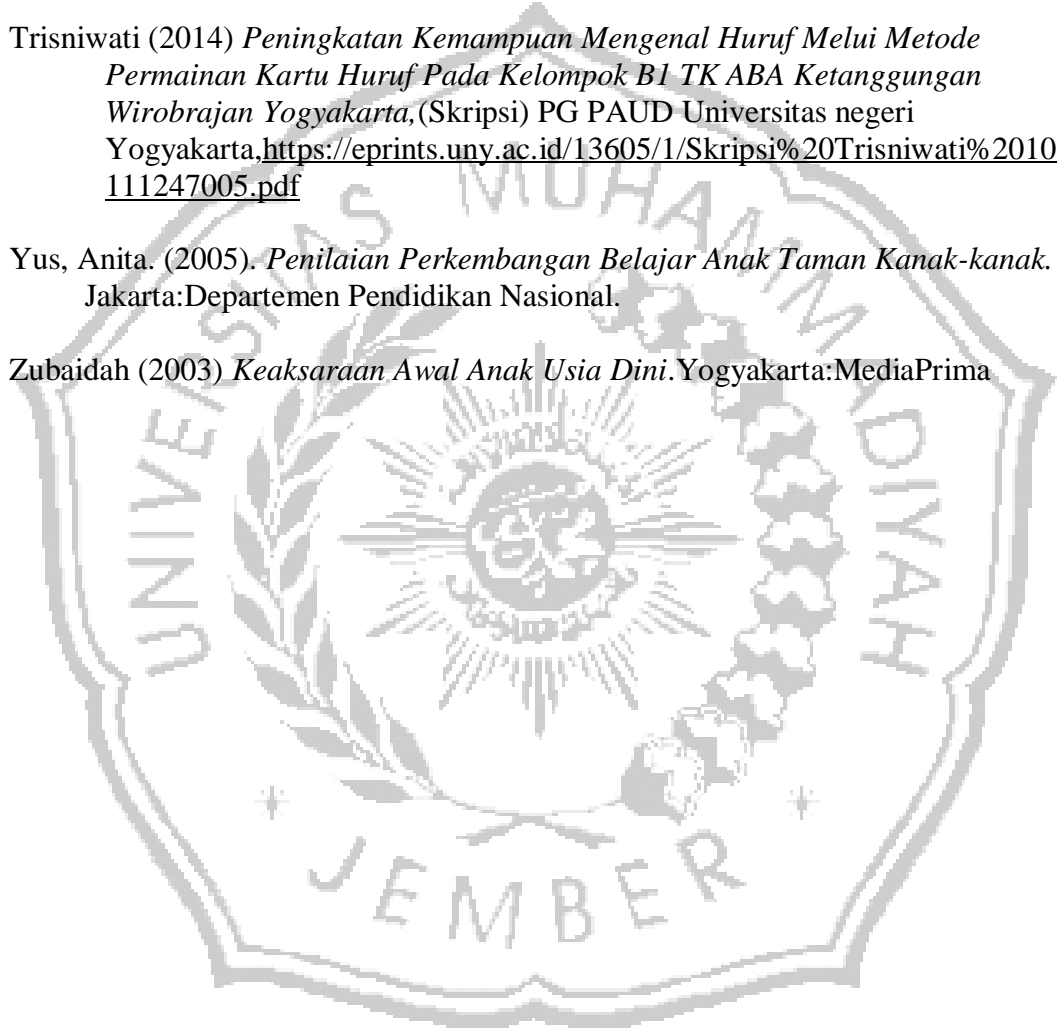 Trisniwati (2014) Peningkatan Kemampuan Mengenal Huruf Melui Metode
Permainan Kartu Huruf Pada Kelompok B1 TK ABA Ketanggungan
Wirobrajan Yogyakarta,(Skripsi) PG PAUD Universitas negeri
Yogyakarta,https://eprints.uny.ac.id/13605/1/Skripsi%20Trisniwati%2010
111247005.pdf
Yus, Anita. (2005). Penilaian Perkembangan Belajar Anak Taman Kanak-kanak.
Jakarta:Departemen Pendidikan Nasional.
Zubaidah (2003) Keaksaraan Awal Anak Usia Dini.Yogyakarta:MediaPrima
UNIVERSITAS MUHAMMADIYAH
JEMBER